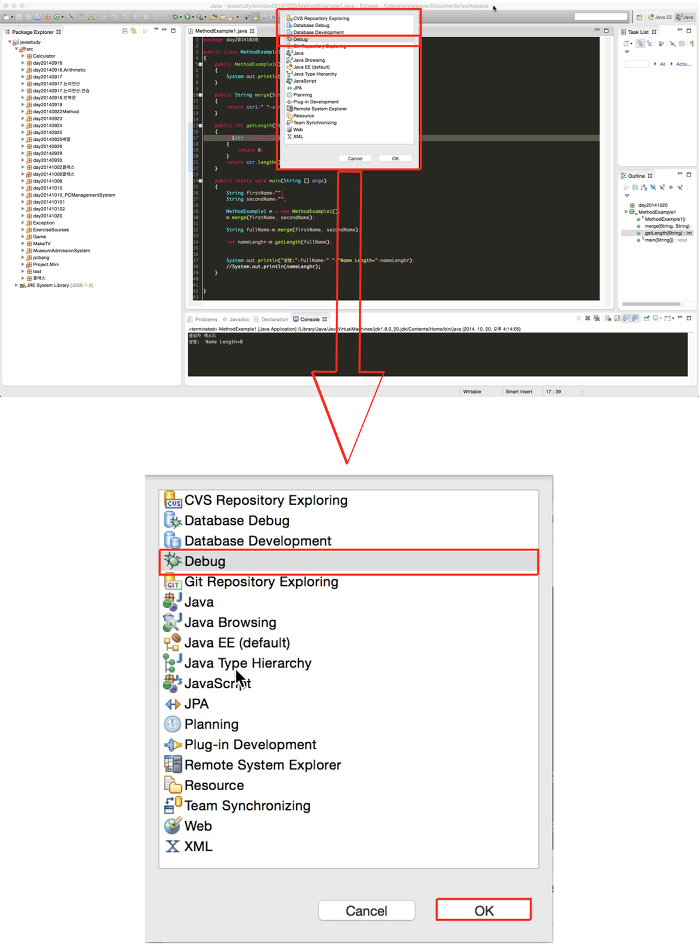 Java - javastudy/src/day20141020/MethodExample1.java - Eclipse - /Users/whitewave/Documents/workspace
Java EE
Java
Package Explorer
javastudy
src
Calculator
day20140916
day20140916.Arithmetic
day20140917
day20140917.논리연산
day20140917.논리연산_연습
day20140918.반복문
day20140919
day20140922Method
day20140923
day20140924
day20140925
day20140925배열
day20140926
day20140929
day20140930
day20141002클래스
day20141006클래스
day20141008
day20141010
day20141010_PCManagementSystem
day201410101
day201410102
day20141020
Exception
ExerciseSourses
Game
MakeTV
MuseumAdmissionSystem
pcbang
Project.Mini
test
클래스
JRE System Library [J2SE-1.5]
MethodExample1.java
package day20141020;
public class MethodExample1
{
public MethodExample1()
{
System.out.println(
}
public String merge(String
{
return str1+" "+str
}
public int getLength(
{
{
return 0;
}
return str.length()
}
public static void main(String [] args)
{
String firstName="";
String secondName="";
MethodExample1 m = new MethodExample1();
m.merge(firstName, secondName);
String fullName=m.merge(firstName, secondName);
int nameLenghr=m.getLength(fullName);
System.out.println("성명:"+fullName+" "+"Name Length="+nameLenghr);
//System.out.println(nameLenghr);
}
}
CVS Repository Exploring
Database Debug
Database Development
Debug
Git Repository Exploring
Java
Java Browsing
Java EE (default)
Java Type Hierarchy
JavaScript
JPA
Planning
Plug-in Development
Remote System Explorer
Resource
Team Synchronizing
Web
XML
Cancel
OK
Task List
All
Activ...
Outline
day20141020
MethodExample1
MethodExample1()
merge(String, String)
getLength(String) : int
main(String[]) : void
Problems
Javadoc
Declaration
Console
<terminated> MethodExample1 [Java Application] /Library/Java/JavaVirtualMachines/jdk1.8.0_20.jdk/Contents/Home/bin/java (2014. 10. 20. 오후 4:14:05)
생성자 테스트
성명: Name Length=0
Writable
Smart Insert
17 : 39
CVS Repository Exploring
Database Debug
Database Development
Debug
Git Repository Exploring
Java
Java Browsing
Java EE (default)
Java Type Hierarchy
JavaScript
JPA
Planning
Plug-in Development
Remote System Explorer
Resource
Team Synchronizing
Web
XML
Cancel
OK